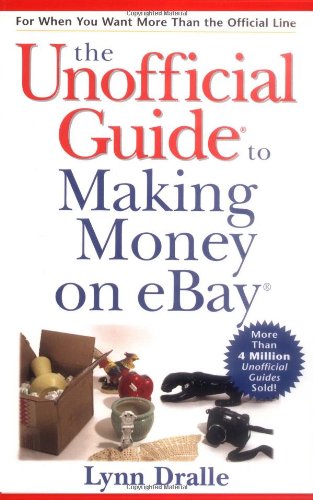 For When You Want More Than the Official Line
the
Unofficial
Guide® to
Making
Money
on eBay®
More
Than
4 Million
Unofficial
Guides
Sold!
Lynn Dralle